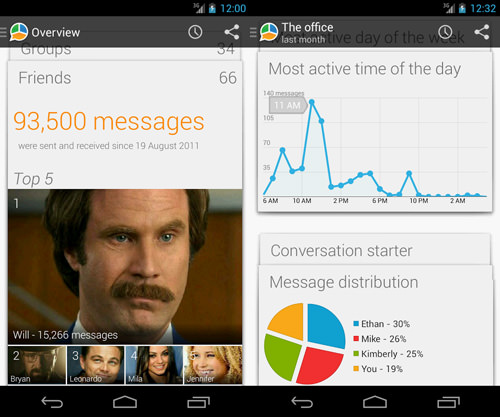 3G 12:00
Overview
Groups 34
Friends 66
93,500 messages
were sent and received since 19 August 2011
Top 5
1
Will - 15,266 messages
2 3 4 5
Bryan Leonardo Mila Jennifer
3G 12:32
The office
last month
active day of the week
Most active time of the day
140 messages
11 AM
105
70
35
6 AM 10 AM 2 PM 6 PM 10 PM 2 AM
Conversation starter
Message distribution
Ethan - 30%
Mike - 26%
Kimberly - 25%
You - 19%